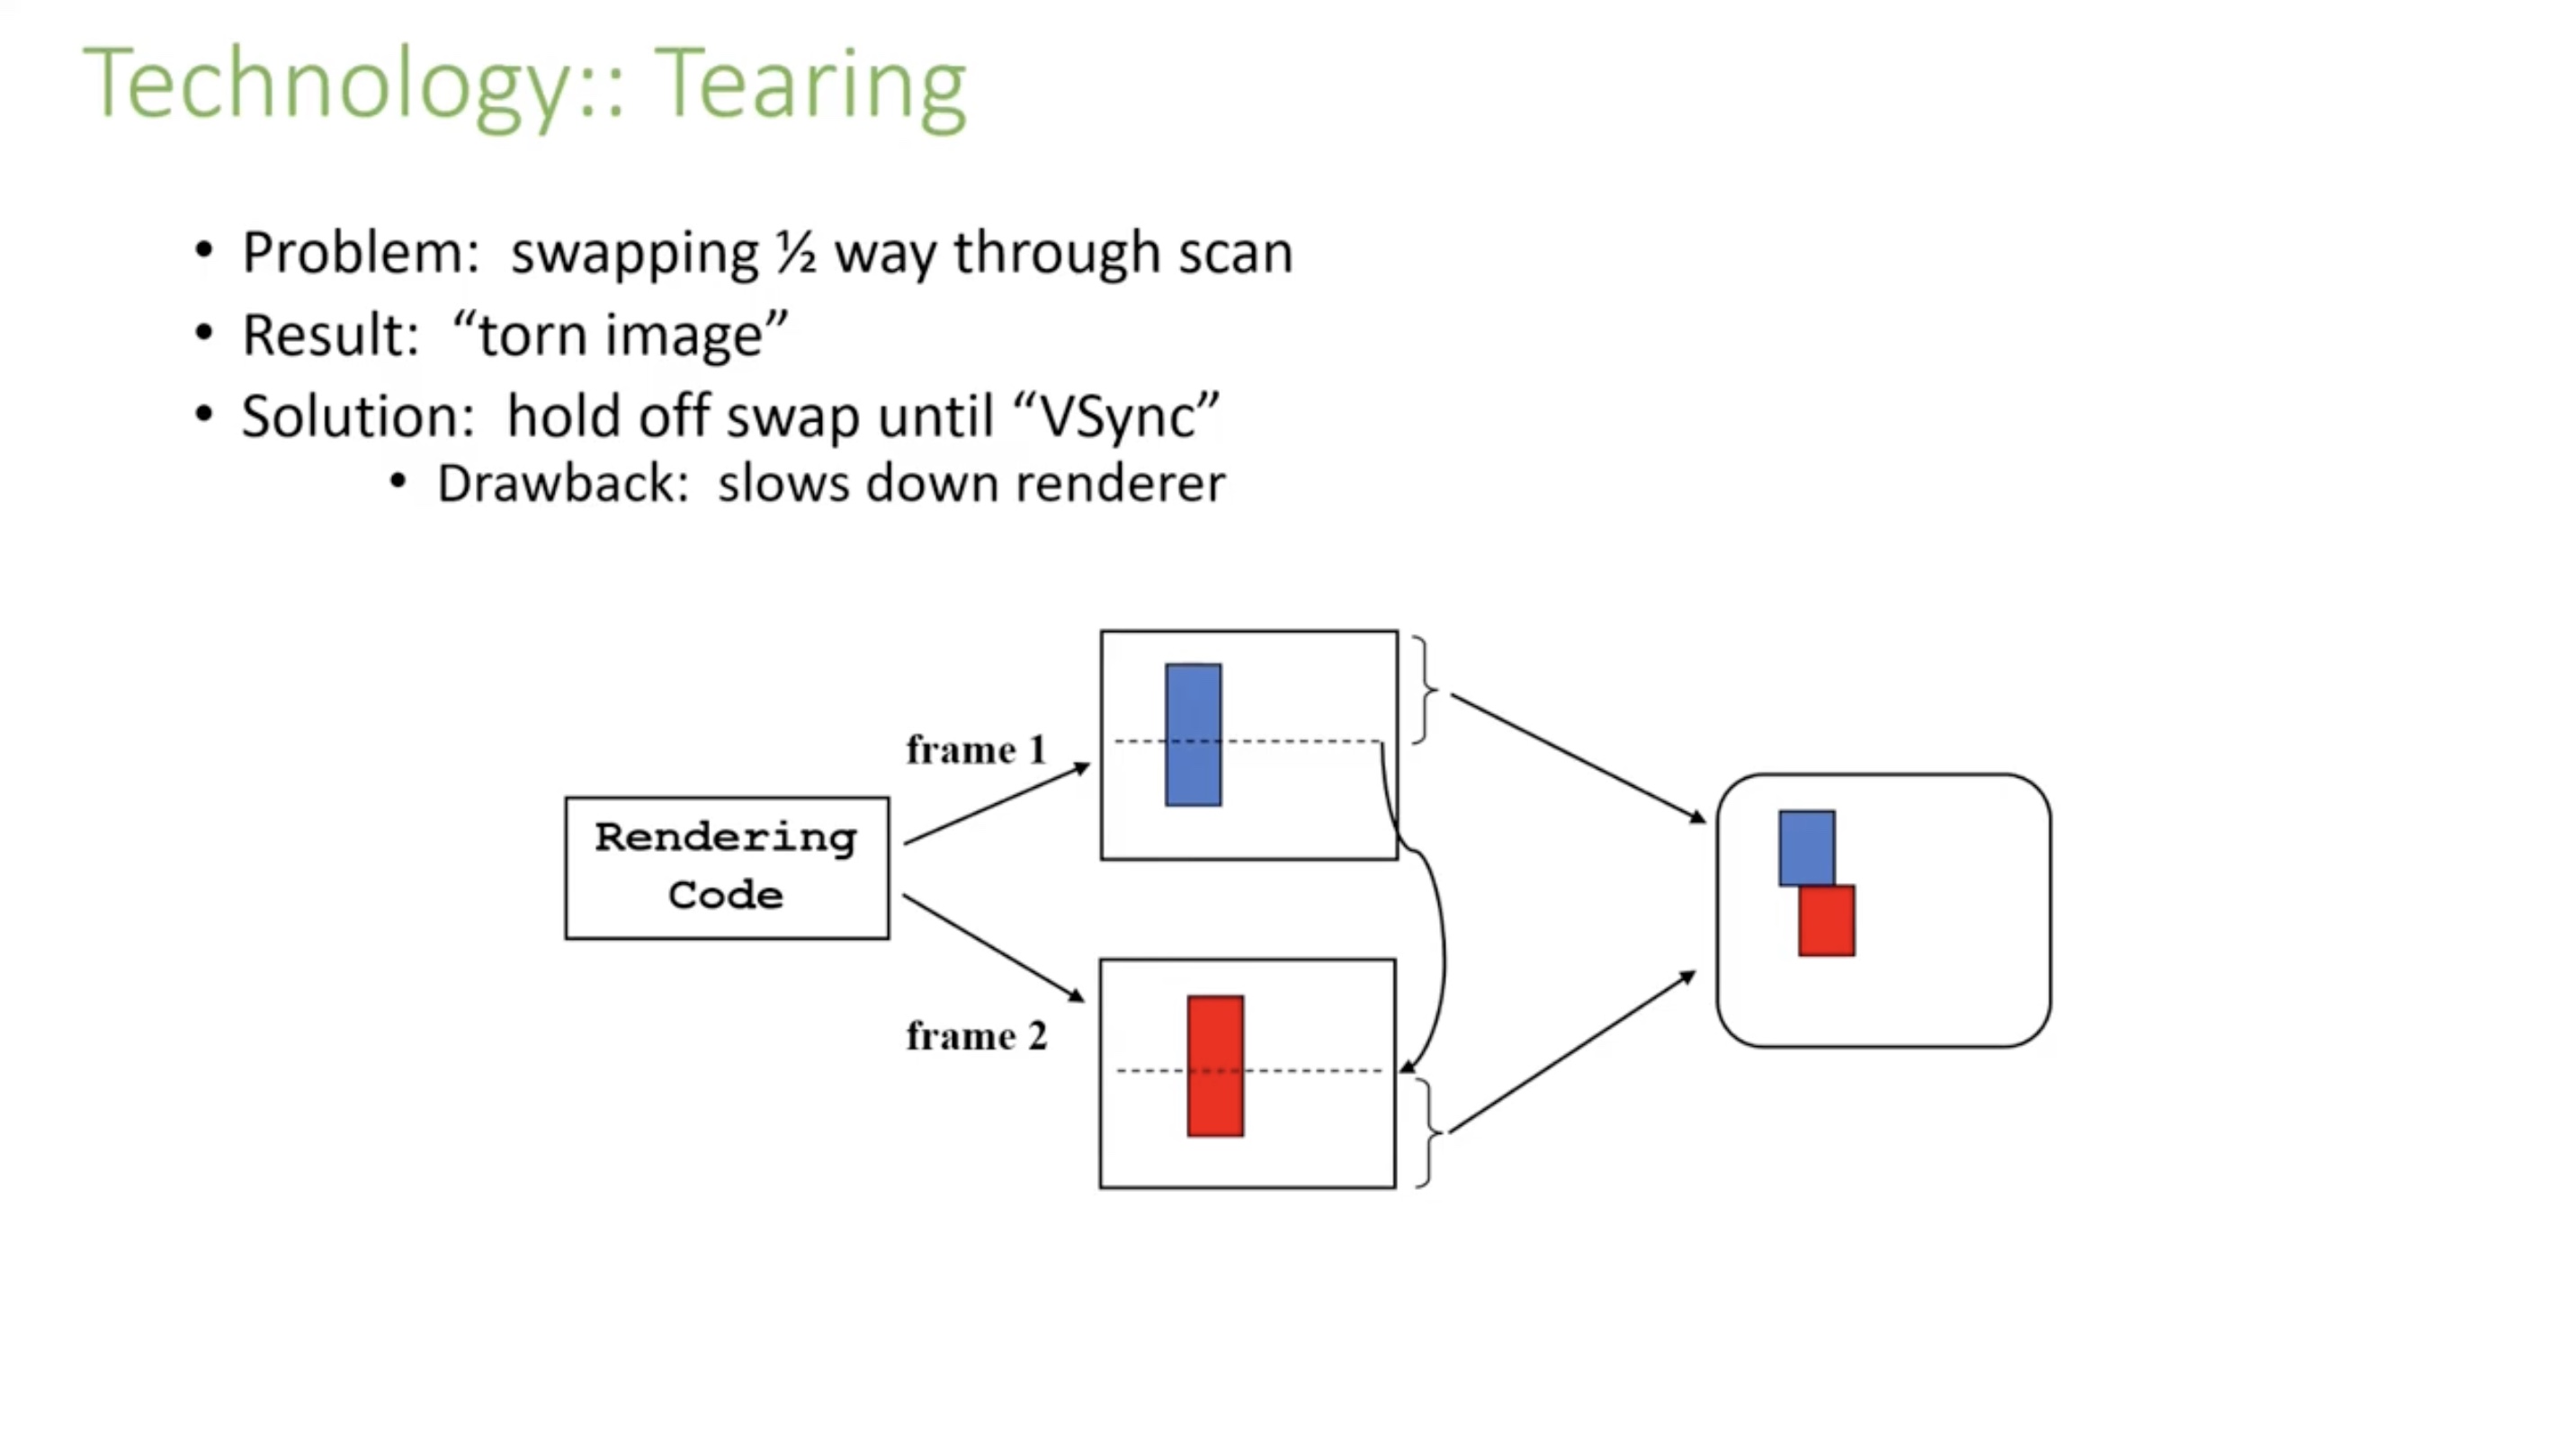 Technology:: Tearing
• Problem: swapping ½ way through scan
• Result: “torn image”
• Solution: hold off swap until “VSync”
• Drawback: slows down renderer
frame 1
Rendering
Code
frame 2